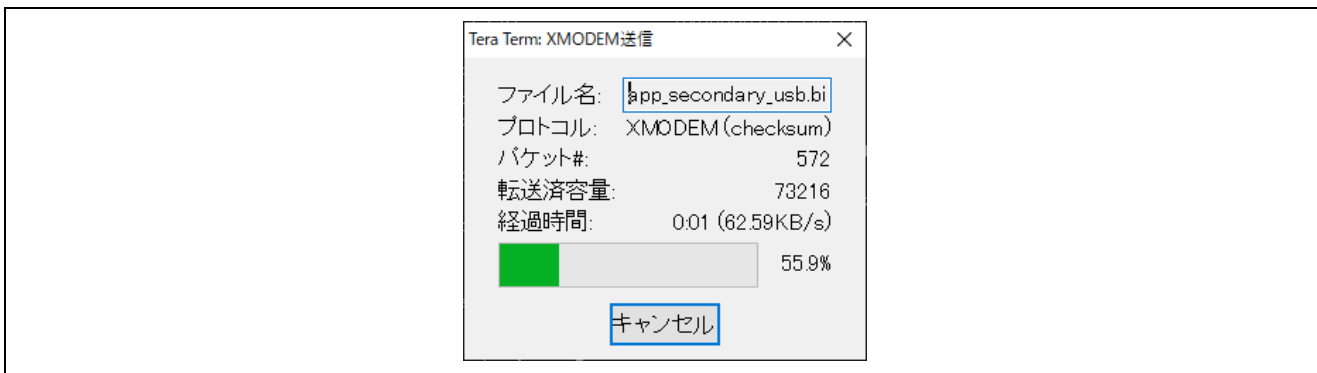 Tera Term: XMODEM送信
ファイル名: app_secondary_usb.bi
プロトコル: XMODEM (checksum)
パケット#: 572
転送済容量: 73216
経過時間: 0:01 (62.59KB/s)
55.9%
キャンセル